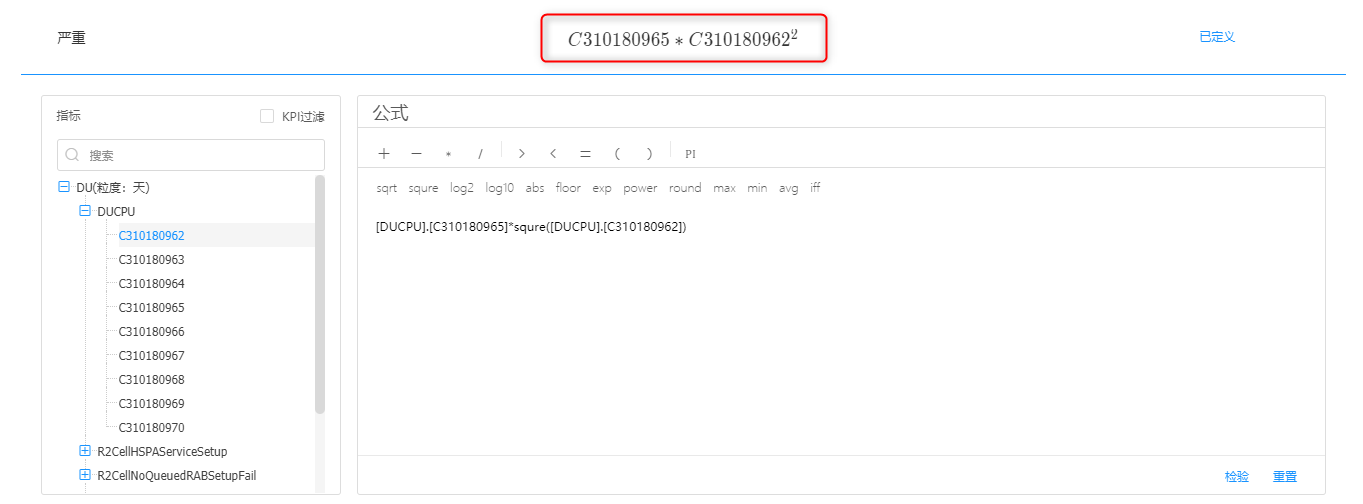 严重
C310180965 ∗ C310180962²
已定义
指标
KPI过滤
搜索
DU(粒度：天)
DUCPU
C310180962
C310180963
C310180964
C310180965
C310180966
C310180967
C310180968
C310180969
C310180970
R2CellHSPAServiceSetup
R2CellNoQueuedRABSetupFail
公式
+ − * / > < = ( ) PI
sqrt squre log2 log10 abs floor exp power round max min avg iff
[DUCPU].[C310180965]*squre([DUCPU].[C310180962])
检验 重置